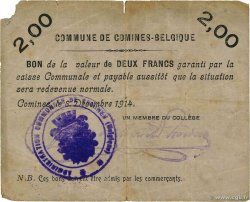 2,00
2,00
COMMUNE DE COMINES-BELGIQUE
BON de la valeur de DEUX FRANCS garanti par la
caisse Communale et payable aussitôt que la situation
sera redevenue normale.
Comines, le Décembre 1914.
UN MEMBRE DU COLLÈGE
ADMINISTRATION COMMUNALE
N.B. Ces bons doivent être admis par les commerçants.